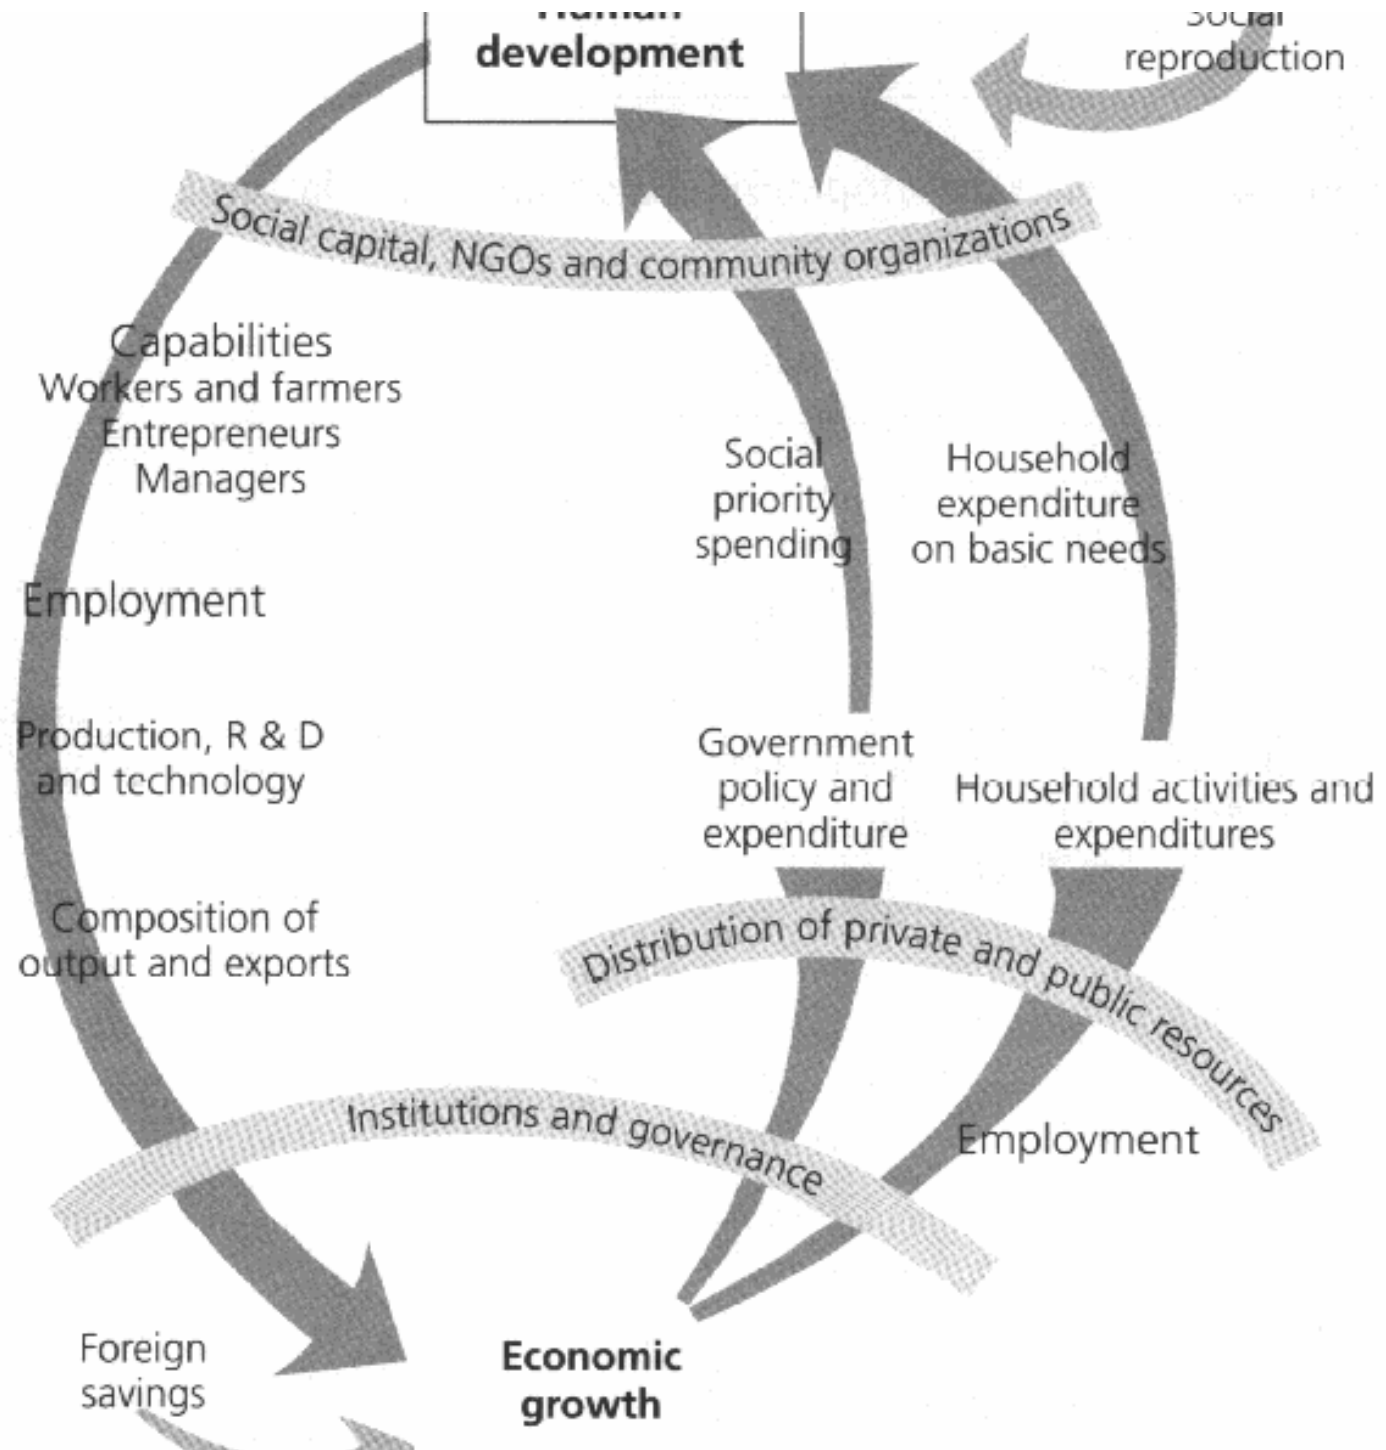 Human
development
Social
reproduction
Social capital, NGOs and community organizations
Capabilities
Workers and farmers
Entrepreneurs
Managers
Social
priority
spending
Household
expenditure
on basic needs
Employment
Production, R & D
and technology
Government
policy and
expenditure
Household activities and
expenditures
Composition of
output and exports
Distribution of private and public resources
Institutions and governance
Employment
Foreign
savings
Economic
growth